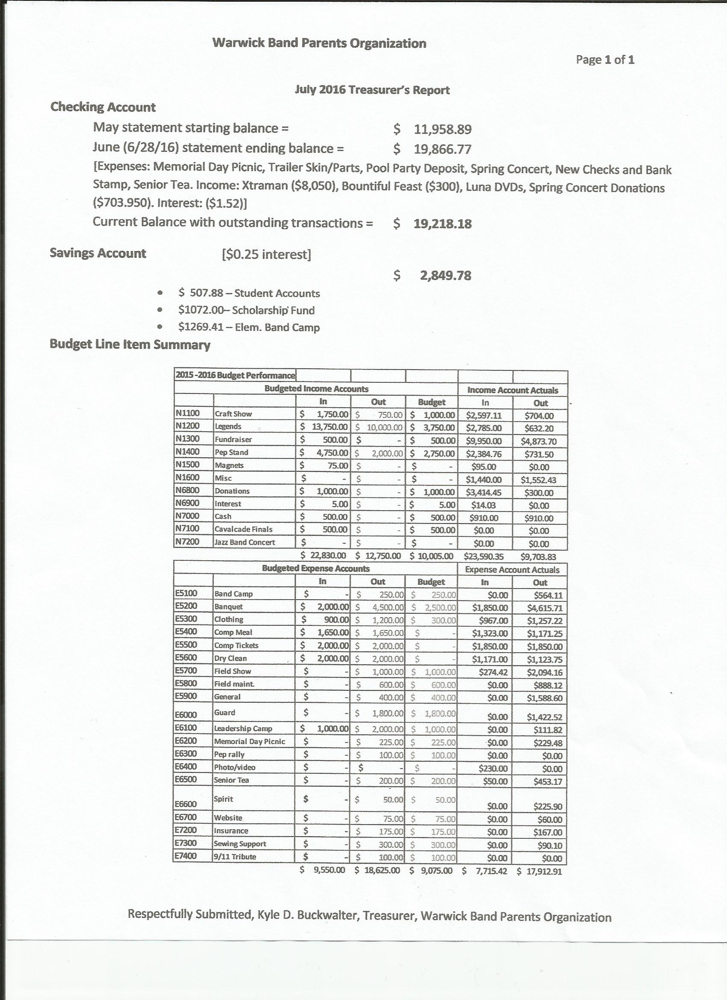 Warwick Band Parents Organization
Page 1 of 1
July 2016 Treasurer's Report
Checking Account
May statement starting balance = $ 11,958.89
June (6/28/16) statement ending balance = $ 19,866.77
[Expenses: Memorial Day Picnic, Trailer Skin/Parts, Pool Party Deposit, Spring Concert, New Checks and Bank
Stamp, Senior Tea. Income: Xtraman ($8,050), Bountiful Feast ($300), Luna DVDs, Spring Concert Donations
($703.950). Interest: ($1.52)]
Current Balance with outstanding transactions = $ 19,218.18
Savings Account [$0.25 interest]
$ 2,849.78
• $ 507.88 – Student Accounts
• $1072.00– Scholarship Fund
• $1269.41 – Elem. Band Camp
Budget Line Item Summary
2015-2016 Budget Performance
Budgeted Income Accounts Income Account Actuals
In Out Budget In Out
N1100 Craft Show $ 1,750.00 $ 750.00 $ 1,000.00 $2,597.11 $704.00
N1200 Legends $ 13,750.00 $ 10,000.00 $ 3,750.00 $2,785.00 $632.20
N1300 Fundraiser $ 500.00 $ - $ 500.00 $9,950.00 $4,873.70
N1400 Pep Stand $ 4,750.00 $ 2,000.00 $ 2,750.00 $2,384.76 $731.50
N1500 Magnets $ 75.00 $ - $ - $95.00 $0.00
N1600 Misc $ - $ - $ - $1,440.00 $1,552.43
N6800 Donations $ 1,000.00 $ - $ 1,000.00 $3,414.45 $300.00
N6900 Interest $ 5.00 $ - $ 5.00 $14.03 $0.00
N7000 Cash $ 500.00 $ - $ 500.00 $910.00 $910.00
N7100 Cavalcade Finals $ 500.00 $ - $ 500.00 $0.00 $0.00
N7200 Jazz Band Concert $ - $ - $ - $0.00 $0.00
$ 22,830.00 $ 12,750.00 $ 10,005.00 $23,590.35 $9,703.83
Budgeted Expense Accounts Expense Account Actuals
In Out Budget In Out
E5100 Band Camp $ - $ 250.00 $ 250.00 $0.00 $564.11
E5200 Banquet $ 2,000.00 $ 4,500.00 $ 2,500.00 $1,850.00 $4,615.71
E5300 Clothing $ 900.00 $ 1,200.00 $ 300.00 $967.00 $1,257.22
E5400 Comp Meal $ 1,650.00 $ 1,650.00 $ - $1,323.00 $1,171.25
E5500 Comp Tickets $ 2,000.00 $ 2,000.00 $ - $1,850.00 $1,850.00
E5600 Dry Clean $ 2,000.00 $ 2,000.00 $ - $1,171.00 $1,123.75
E5700 Field Show $ - $ 1,000.00 $ 1,000.00 $274.42 $2,094.16
E5800 Field maint. $ - $ 600.00 $ 600.00 $0.00 $888.12
E5900 General $ - $ 400.00 $ 400.00 $0.00 $1,588.60
E6000 Guard $ - $ 1,800.00 $ 1,800.00 $0.00 $1,422.52
E6100 Leadership Camp $ 1,000.00 $ 2,000.00 $ 1,000.00 $0.00 $111.82
E6200 Memorial Day Picnic $ - $ 225.00 $ 225.00 $0.00 $229.48
E6300 Pep rally $ - $ 100.00 $ 100.00 $0.00 $0.00
E6400 Photo/video $ - $ - $ - $230.00 $0.00
E6500 Senior Tea $ - $ 200.00 $ 200.00 $50.00 $453.17
E6600 Spirit $ - $ 50.00 $ 50.00 $0.00 $225.90
E6700 Website $ - $ 75.00 $ 75.00 $0.00 $60.00
E7200 Insurance $ - $ 175.00 $ 175.00 $0.00 $167.00
E7300 Sewing Support $ - $ 300.00 $ 300.00 $0.00 $90.10
E7400 9/11 Tribute $ - $ 100.00 $ 100.00 $0.00 $0.00
$ 9,550.00 $ 18,625.00 $ 9,075.00 $ 7,715.42 $ 17,912.91
Respectfully Submitted, Kyle D. Buckwalter, Treasurer, Warwick Band Parents Organization